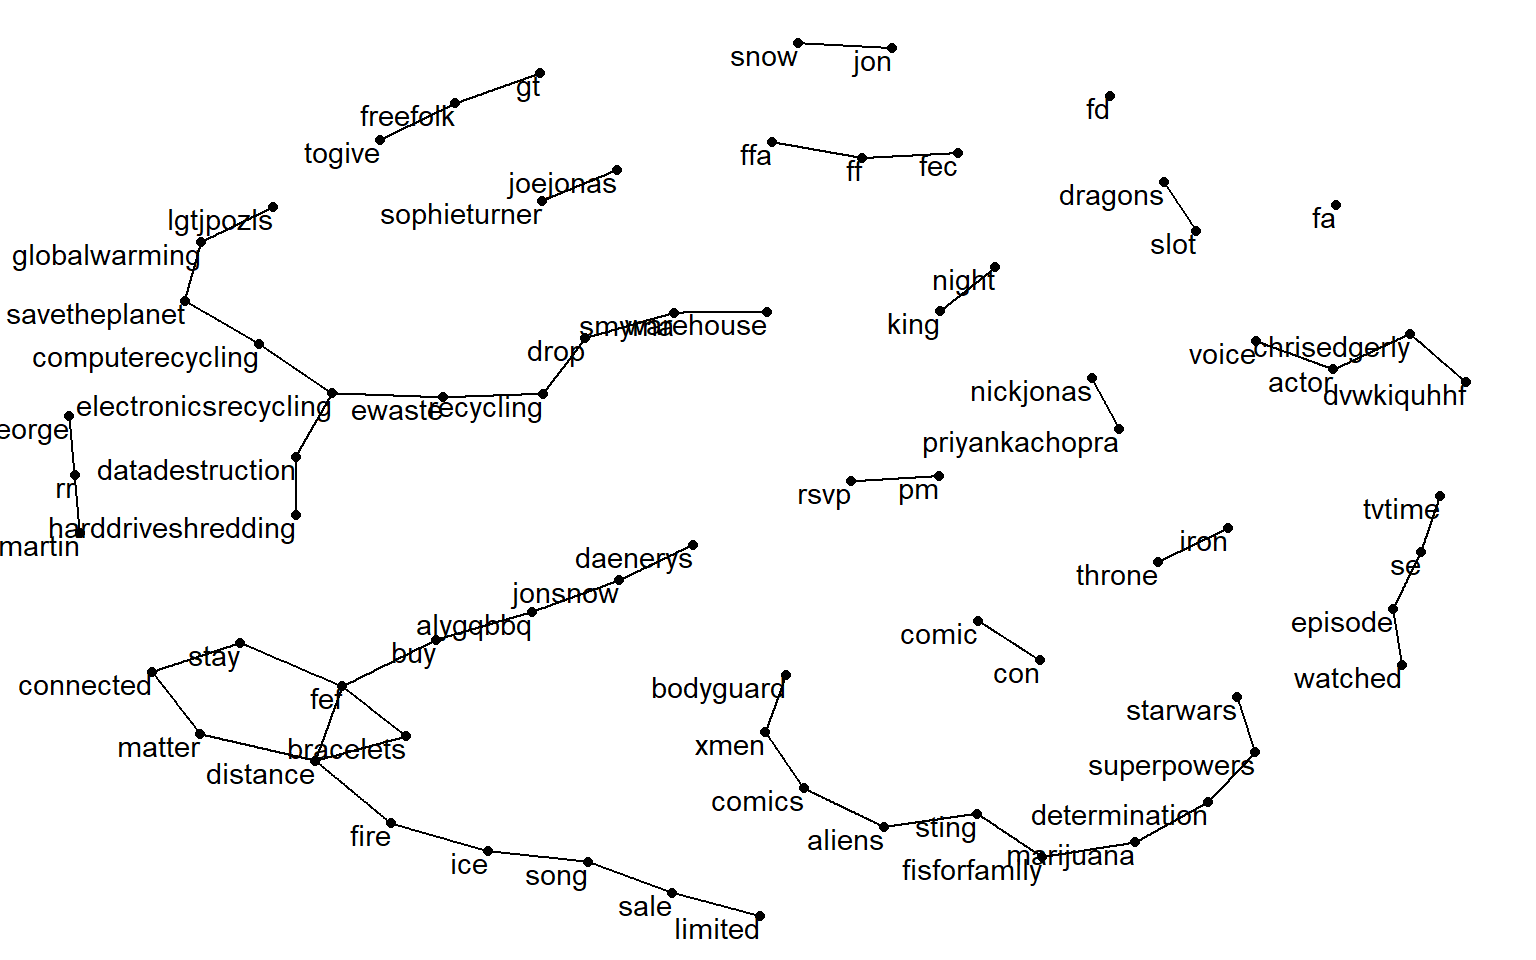 snow
jon
gt
fd
freefolk
togive
ffa
ff
fec
joejonas
sophieturner
dragons
slot
fa
lgtjpozls
globalwarming
night
king
savetheplanet
warehouse
drop
voice
chrisedgerly
actor
dvwkiquhhf
computerecycling
nickjonas
priyankachopra
electronicsrecycling
ewaste
recycling
eorge
rr
martin
datadestruction
harddriveshredding
rsvp
pm
tvtime
se
episode
watched
iron
throne
daenerys
jonsnow
alygqbbq
buy
comic
con
stay
connected
fef
matter
bracelets
distance
bodyguard
xmen
comics
aliens
sting
fisforfamily
marijuana
determination
superpowers
starwars
fire
ice
song
sale
limited